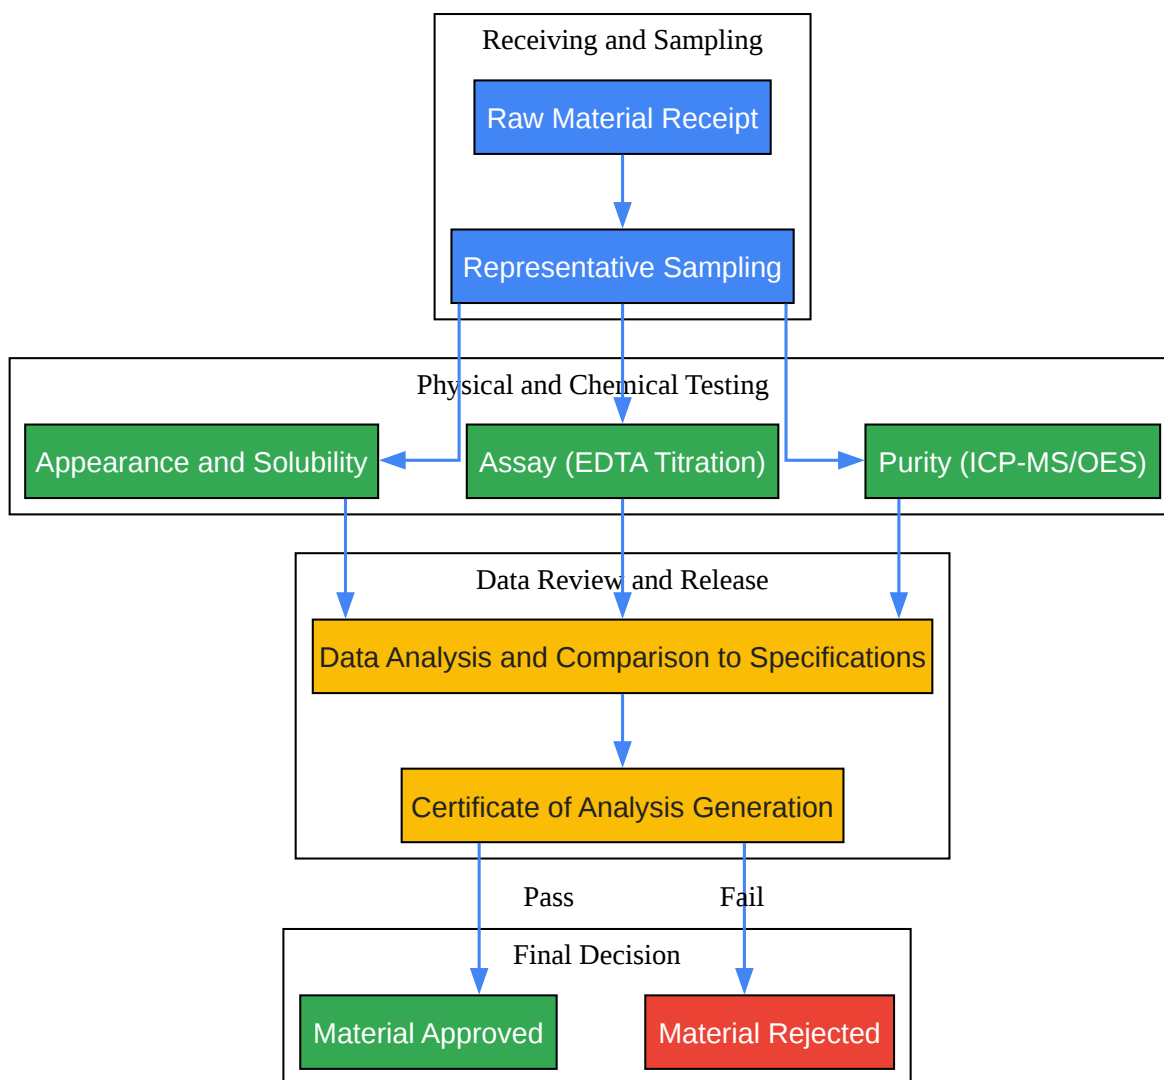 Receiving and Sampling
Raw Material Receipt
Representative Sampling
Physical and Chemical Testing
Appearance and Solubility
Assay (EDTA Titration)
Purity (ICP-MS/OES)
Data Review and Release
Data Analysis and Comparison to Specifications
Certificate of Analysis Generation
Pass
Fail
Final Decision
Material Approved
Material Rejected